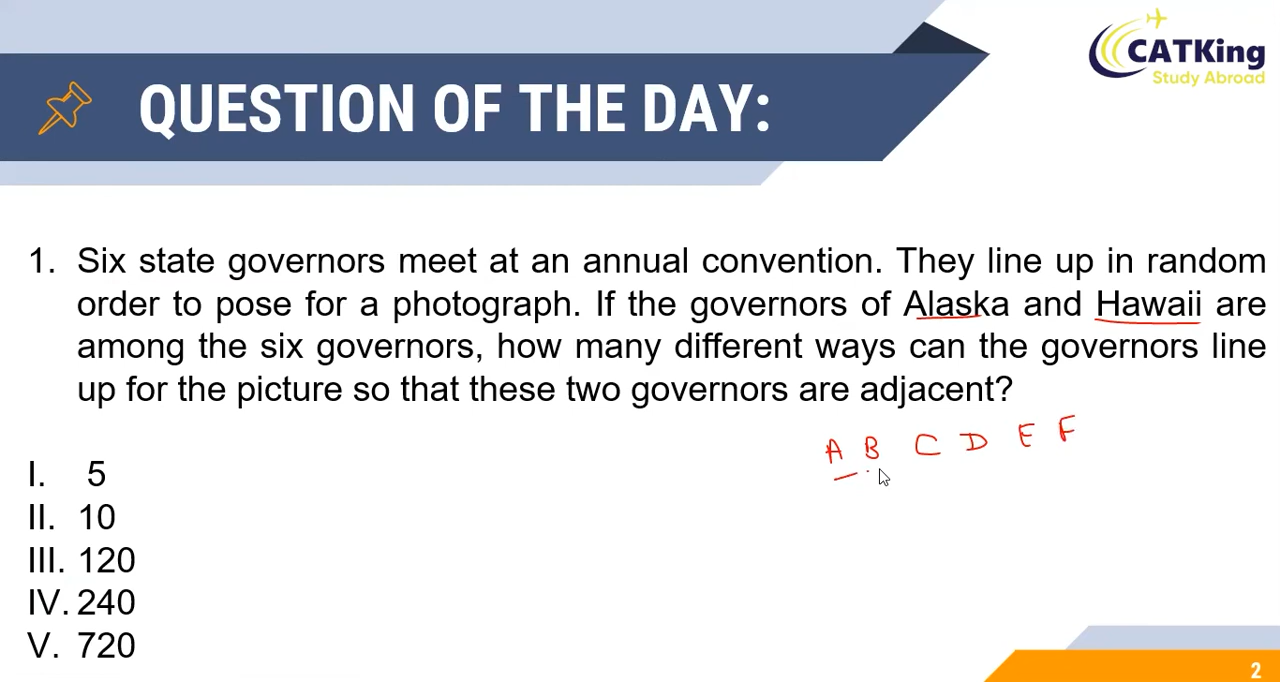 CATKing
Study Abroad
QUESTION OF THE DAY:
1. Six state governors meet at an annual convention. They line up in random
order to pose for a photograph. If the governors of Alaska and Hawaii are
among the six governors, how many different ways can the governors line
up for the picture so that these two governors are adjacent?
A B C D E F
I. 5
II. 10
III. 120
IV. 240
V. 720
2